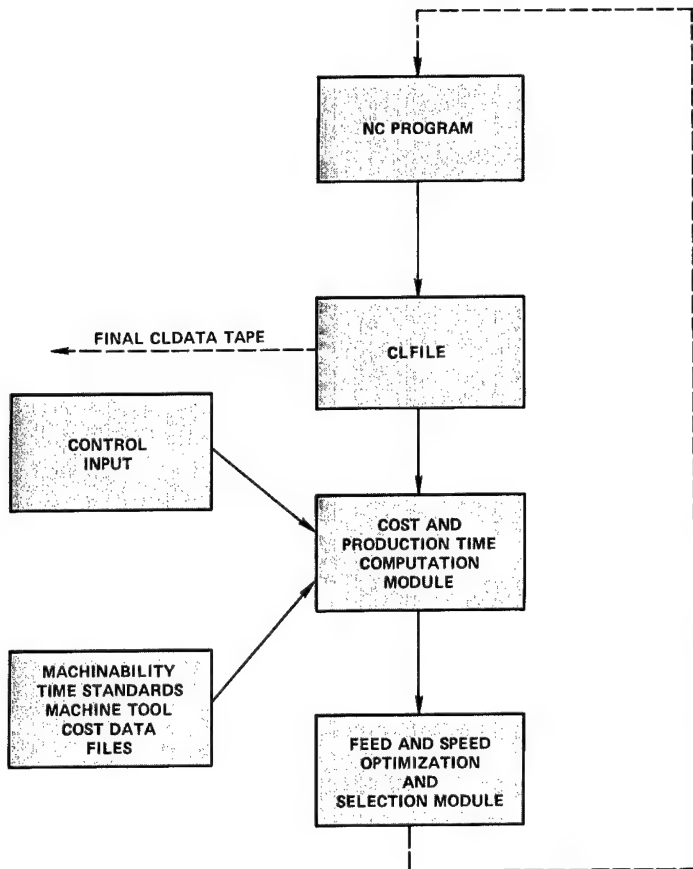 NC PROGRAM
FINAL CLDATA TAPE
CLFILE
CONTROL
INPUT
COST AND
PRODUCTION TIME
COMPUTATION
MODULE
MACHINABILITY
TIME STANDARDS
MACHINE TOOL
COST DATA
FILES
FEED AND SPEED
OPTIMIZATION
AND
SELECTION MODULE